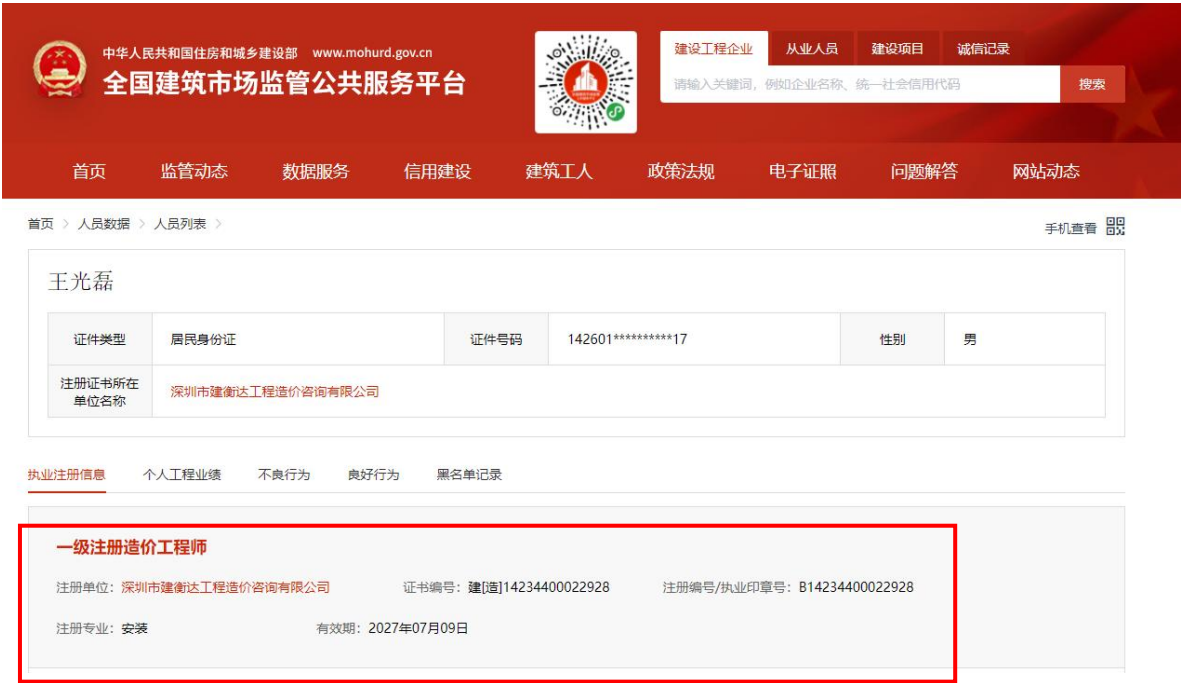 中华人民共和国住房和城乡建设部 www.mohurd.gov.cn
全国建筑市场监管公共服务平台
建设工程企业 从业人员 建设项目 诚信记录
请输入关键词，例如企业名称、统一社会信用代码 搜索
首页 监管动态 数据服务 信用建设 建筑工人 政策法规 电子证照 问题解答 网站动态
首页 > 人员数据 > 人员列表 >
手机查看
王光磊
证件类型 居民身份证 证件号码 142601**********17 性别 男
注册证书所在
单位名称
深圳市建衡达工程造价咨询有限公司
执业注册信息 个人工程业绩 不良行为 良好行为 黑名单记录
一级注册造价工程师
注册单位：深圳市建衡达工程造价咨询有限公司 证书编号：建[造]14234400022928 注册编号/执业印章号：B14234400022928
注册专业：安装 有效期：2027年07月09日